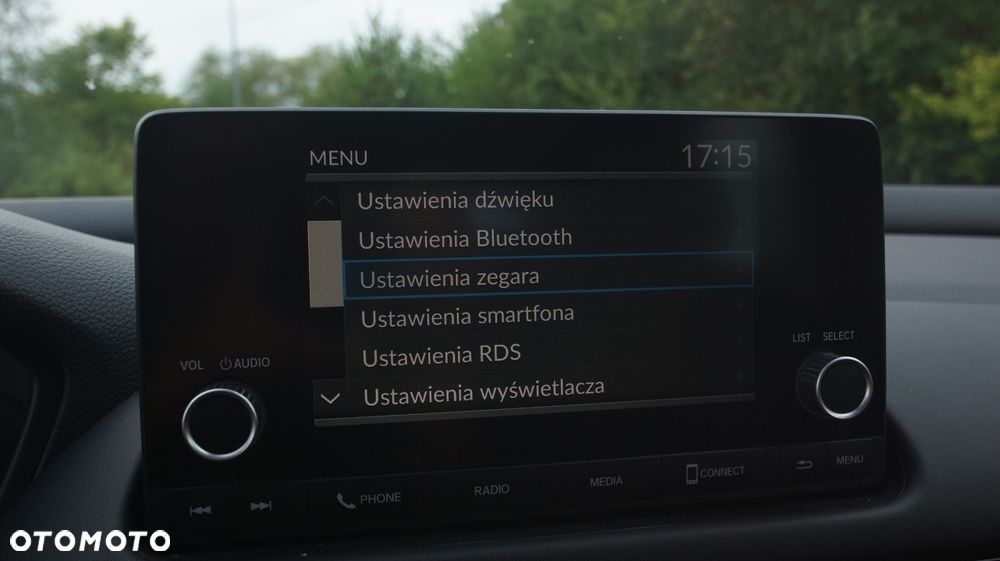 MENU 17:15
Ustawienia dźwięku
Ustawienia Bluetooth
Ustawienia zegara
Ustawienia smartfona
Ustawienia RDS
Ustawienia wyświetlacza
VOL AUDIO
LIST SELECT
PHONE RADIO MEDIA CONNECT MENU
OTOMOTO